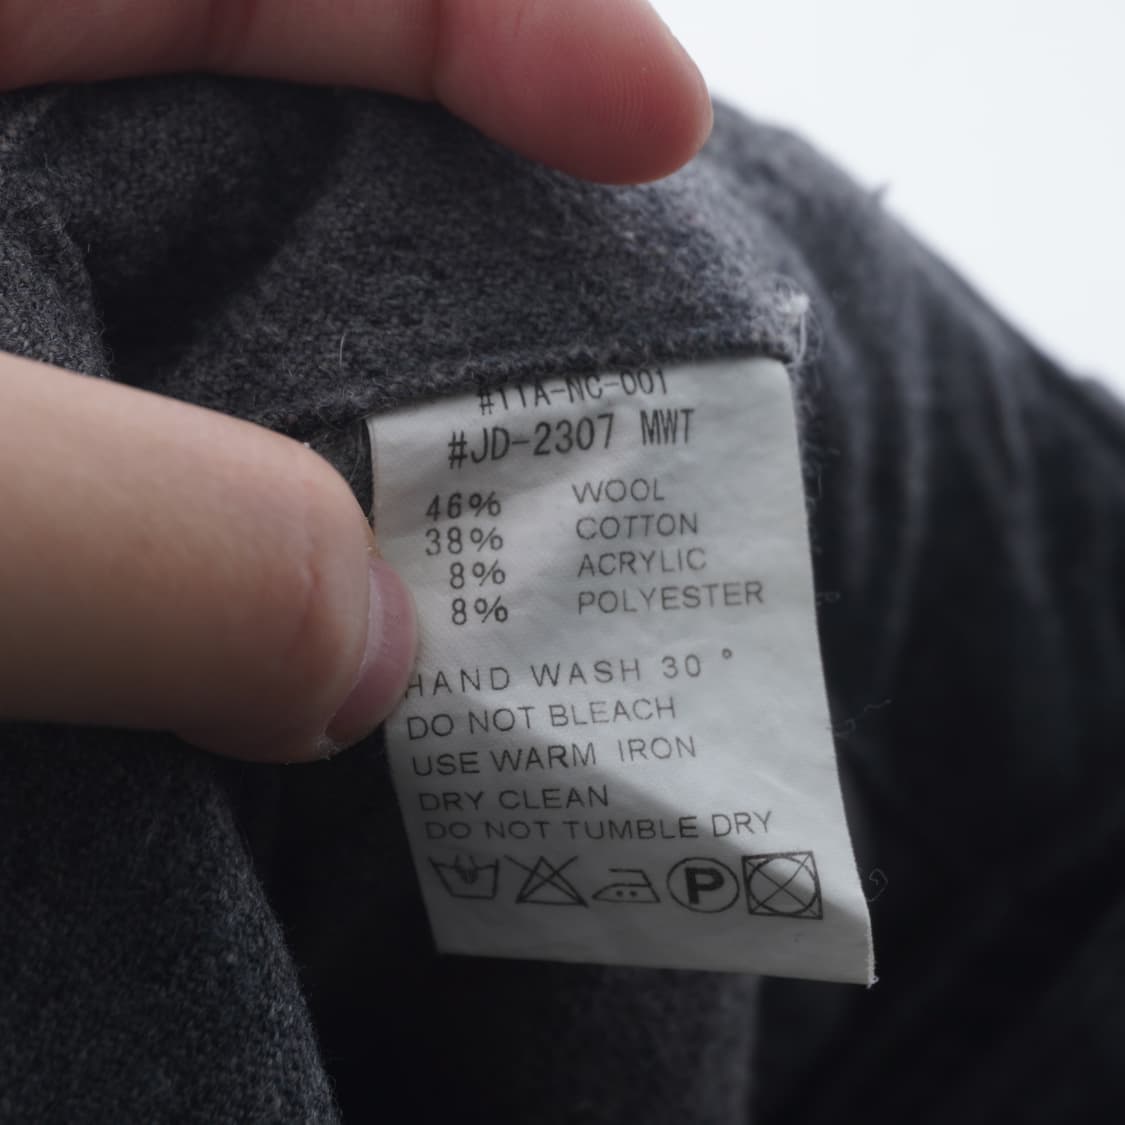 #11A-NC-001
#JD-2307 MWT
46% WOOL
38% COTTON
8% ACRYLIC
8% POLYESTER
HAND WASH 30 °
DO NOT BLEACH
USE WARM IRON
DRY CLEAN
DO NOT TUMBLE DRY
P